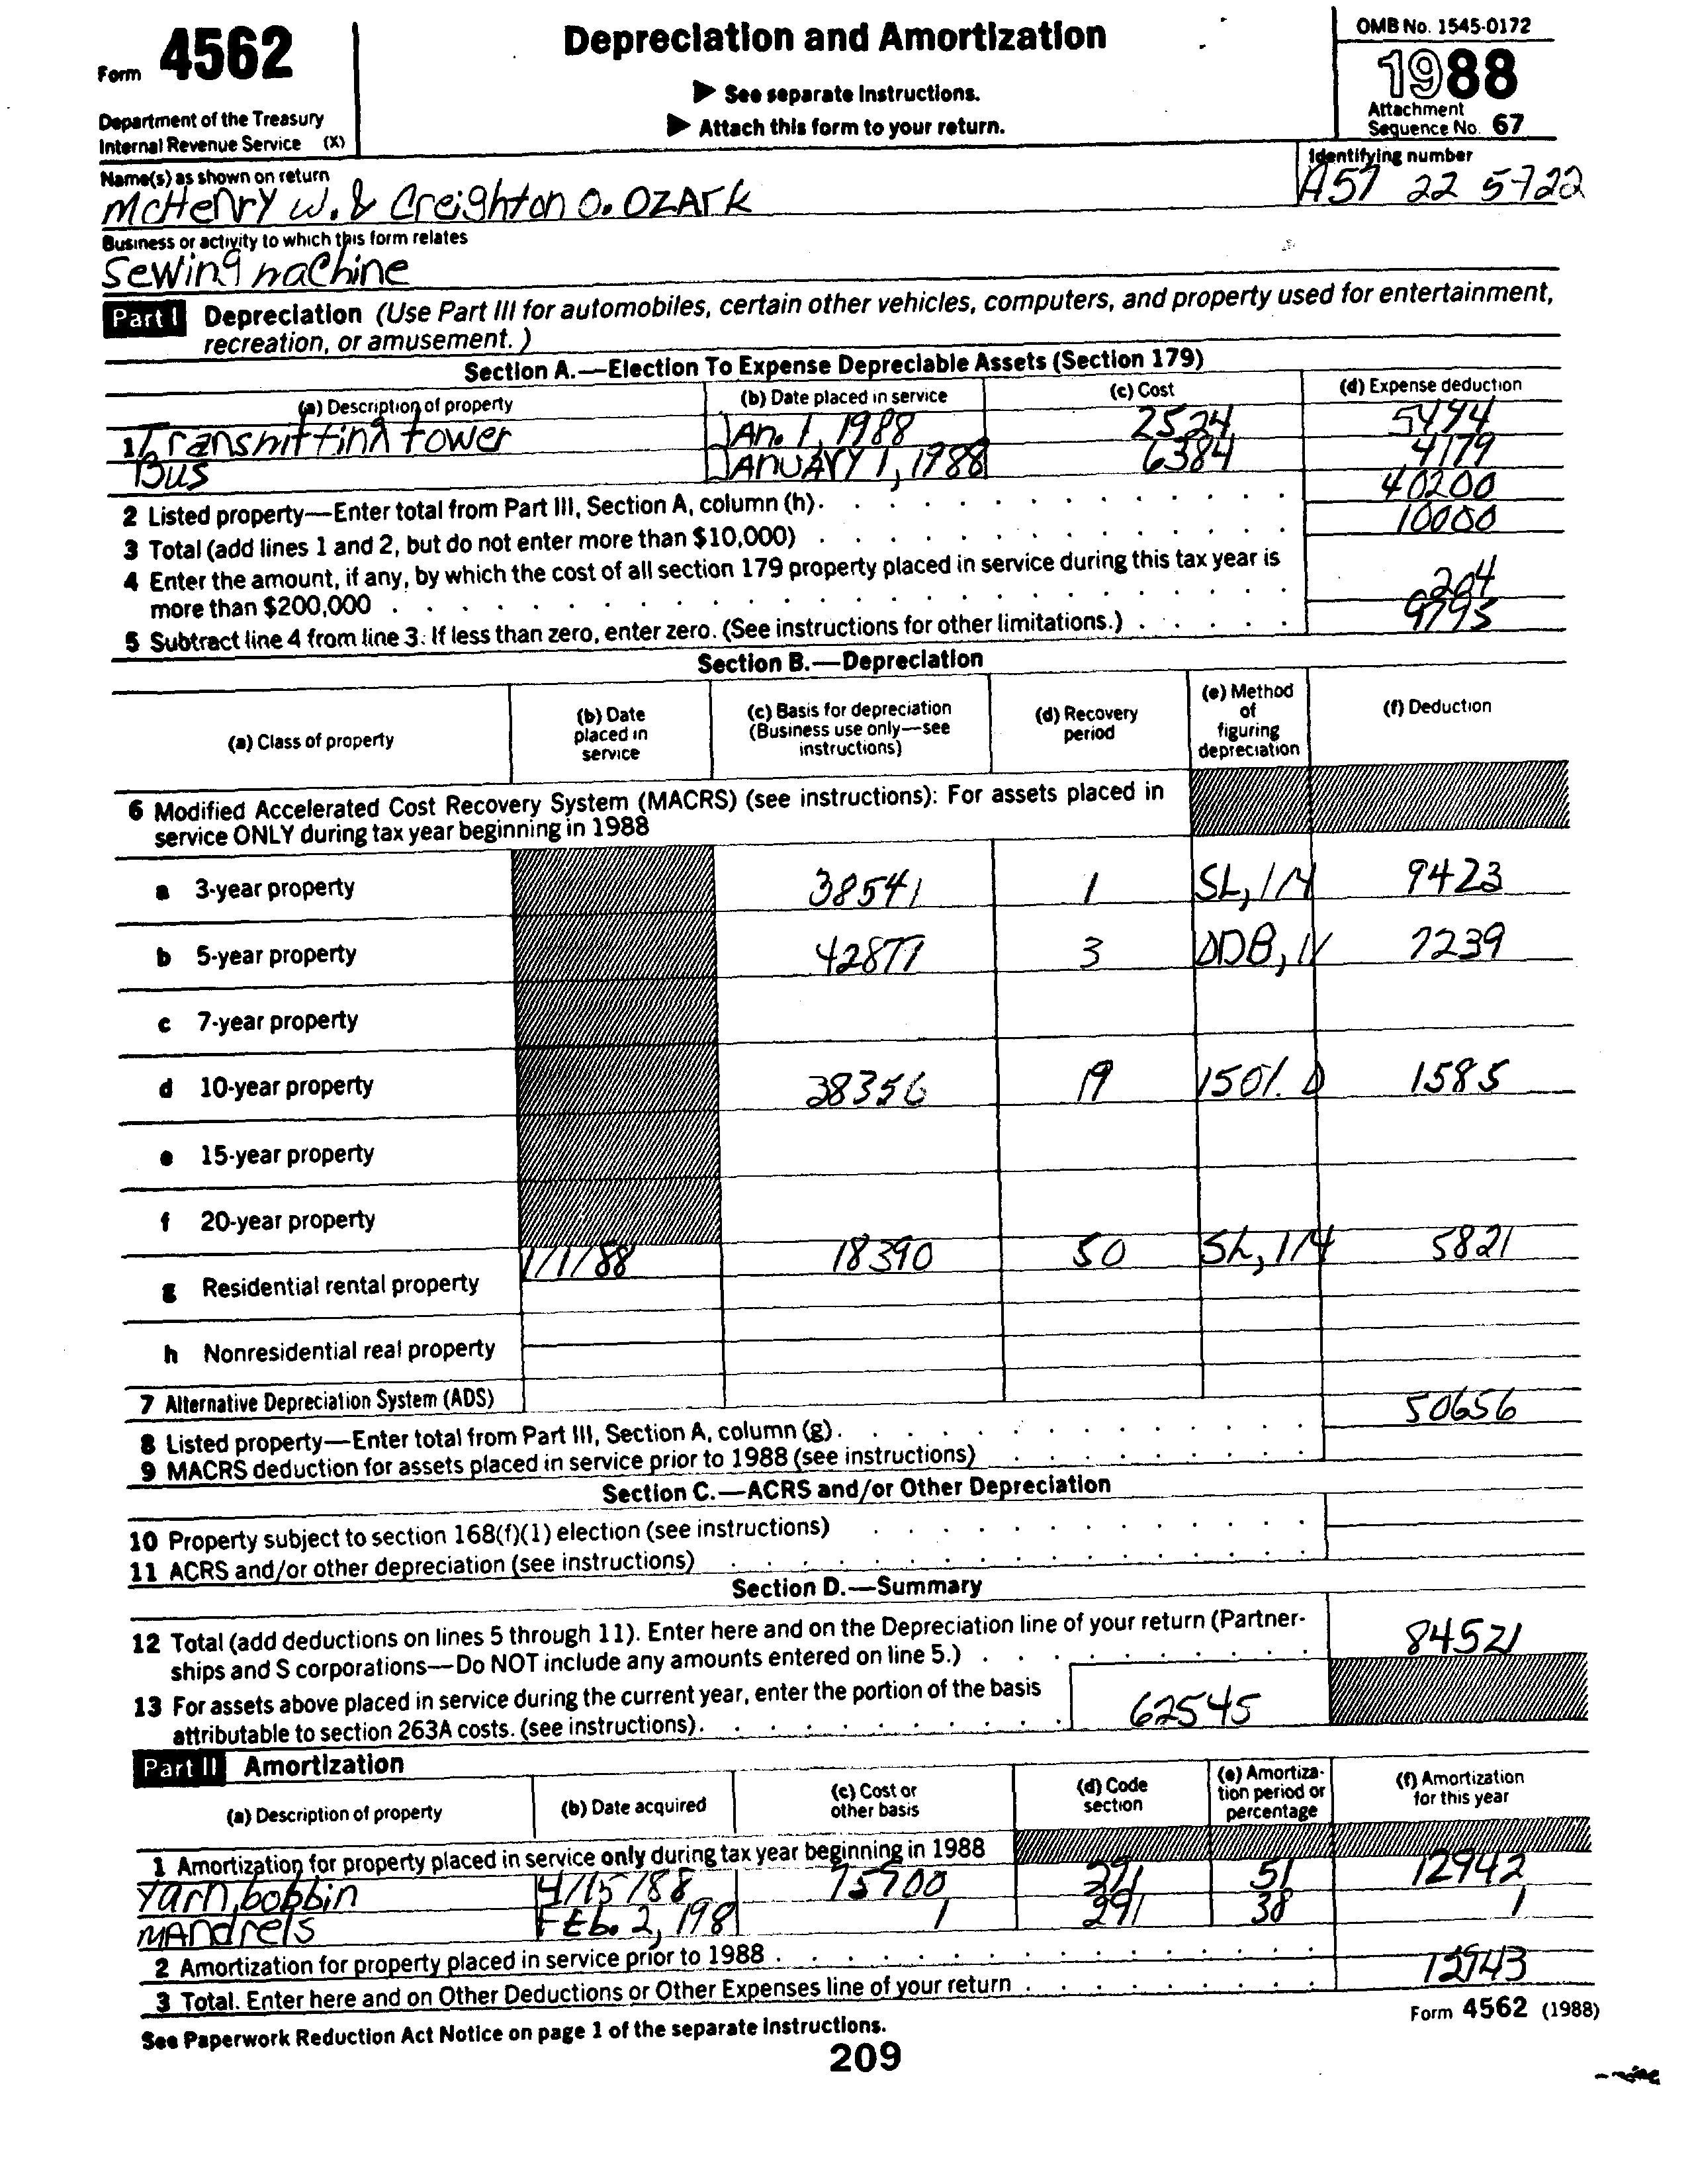 Form 4562
Department of the Treasury
Internal Revenue Service (X)
Depreciation and Amortization
▶ See separate Instructions.
▶ Attach this form to your return.
OMB No. 1545-0172
1988
Attachment
Sequence No. 67
Name(s) as shown on return
McHenry W. & Creighton O. Ozark
Identifying number
A57 22 5722
Business or activity to which this form relates
Sewing machine
Part I Depreciation (Use Part III for automobiles, certain other vehicles, computers, and property used for entertainment,
recreation, or amusement.)
Section A.—Election To Expense Depreciable Assets (Section 179)
(a) Description of property (b) Date placed in service (c) Cost (d) Expense deduction
1 Transmitting tower JAn. 1, 1988 2524 5494
Bus JANUARY 1, 1988 6384 4179
2 Listed property—Enter total from Part III, Section A, column (h). 40200
3 Total (add lines 1 and 2, but do not enter more than $10,000) 10000
4 Enter the amount, if any, by which the cost of all section 179 property placed in service during this tax year is
more than $200,000 204
5 Subtract line 4 from line 3. If less than zero, enter zero. (See instructions for other limitations.) 9795
Section B.—Depreciation
(a) Class of property
(b) Date
placed in
service
(c) Basis for depreciation
(Business use only—see
instructions)
(d) Recovery
period
(e) Method
of
figuring
depreciation
(f) Deduction
6 Modified Accelerated Cost Recovery System (MACRS) (see instructions): For assets placed in
service ONLY during tax year beginning in 1988
a 3-year property 38541 1 SL, 1/4 9423
b 5-year property 42877 3 DDB, 7239
c 7-year property
d 10-year property 38356 19 150% D 1585
e 15-year property
f 20-year property
1/1/88 18390 50 SL, 1/4 5821
g Residential rental property
h Nonresidential real property
7 Alternative Depreciation System (ADS)
8 Listed property—Enter total from Part III, Section A, column (g). 50656
9 MACRS deduction for assets placed in service prior to 1988 (see instructions)
Section C.—ACRS and/or Other Depreciation
10 Property subject to section 168(f)(1) election (see instructions)
11 ACRS and/or other depreciation (see instructions)
Section D.—Summary
12 Total (add deductions on lines 5 through 11). Enter here and on the Depreciation line of your return (Partner-
ships and S corporations—Do NOT include any amounts entered on line 5.) 84521
13 For assets above placed in service during the current year, enter the portion of the basis
attributable to section 263A costs. (see instructions). 62545
Part II Amortization
(a) Description of property
(b) Date acquired
(c) Cost or
other basis
(d) Code
section
(e) Amortiza-
tion period or
percentage
(f) Amortization
for this year
1 Amortization for property placed in service only during tax year beginning in 1988
Yarn, bobbin 4/15/88 75700 51 12942
MAndrels FEb. 2, 198 1 291 38 1
2 Amortization for property placed in service prior to 1988
3 Total. Enter here and on Other Deductions or Other Expenses line of your return 12943
See Paperwork Reduction Act Notice on page 1 of the separate Instructions.
Form 4562 (1988)
209